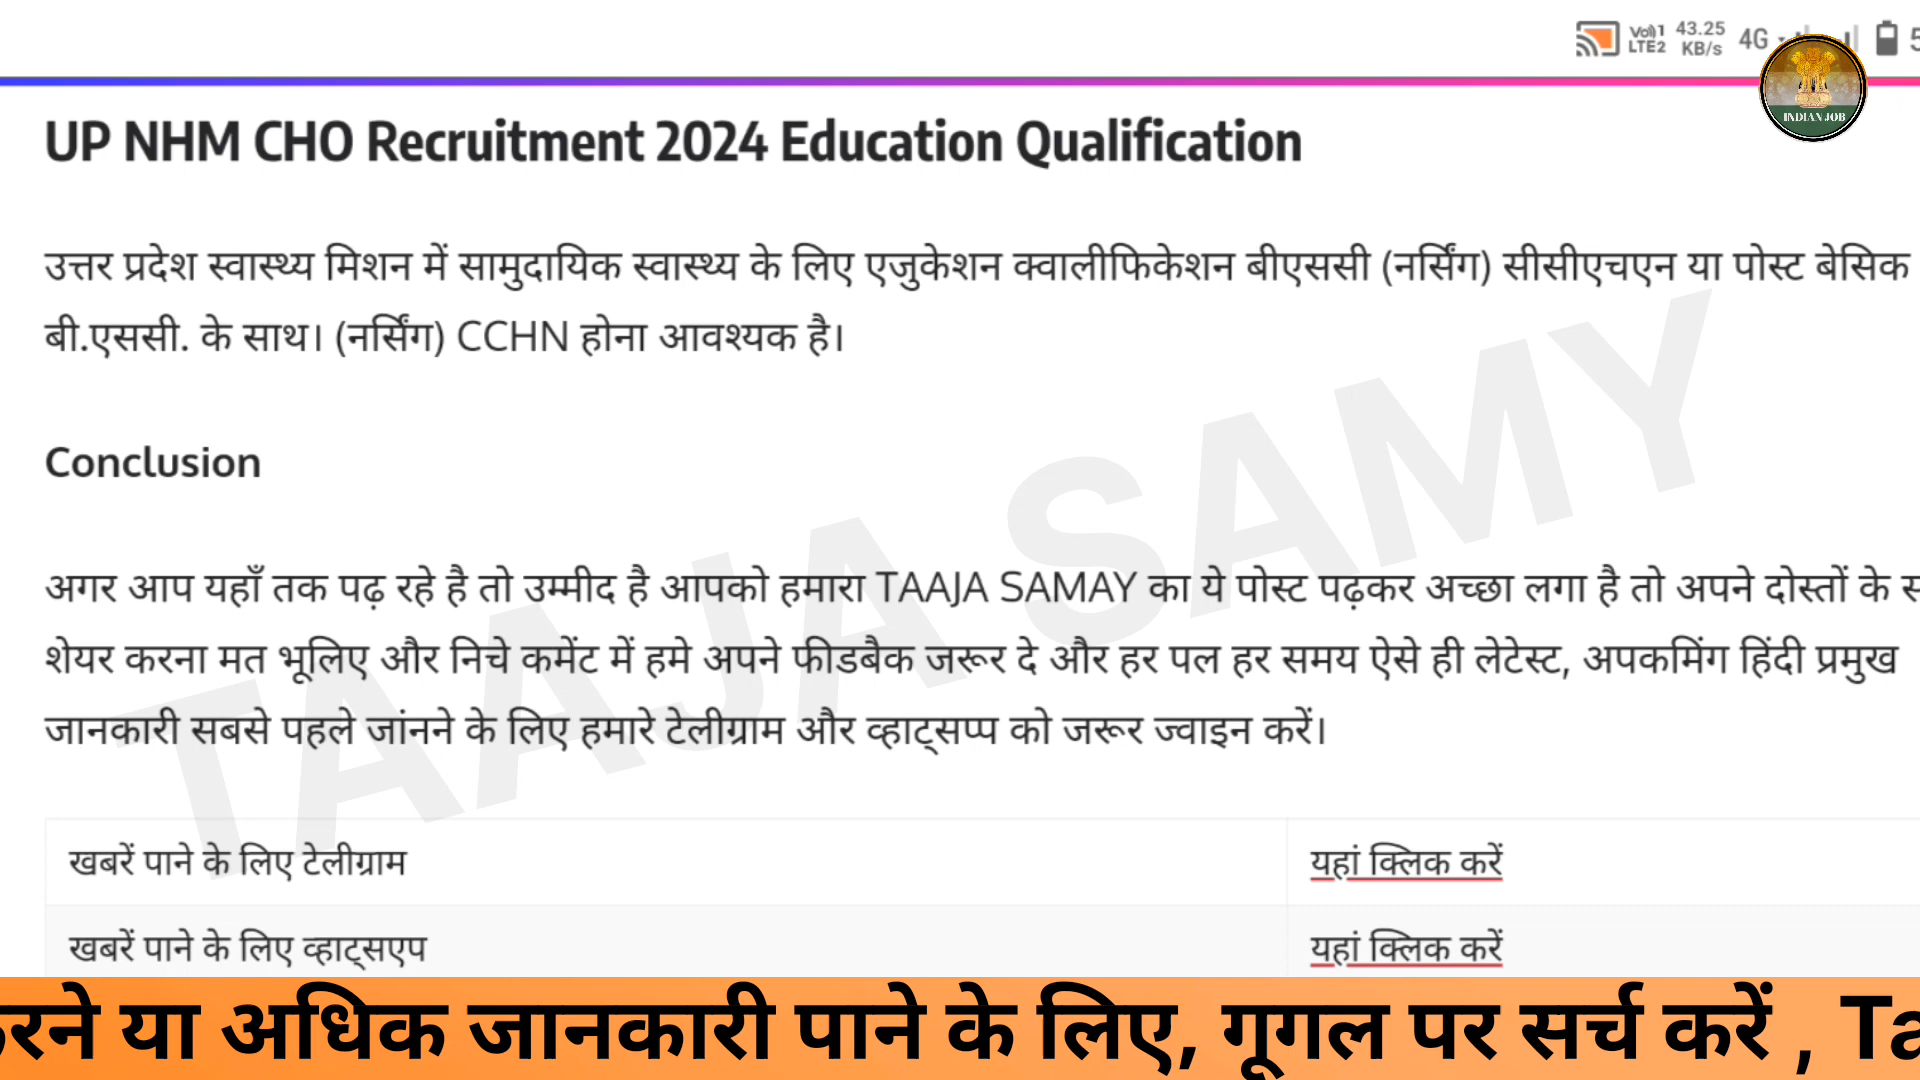 Vo)) 1 43.25 4G
LTE2 KB/s
INDIAN JOB
UP NHM CHO Recruitment 2024 Education Qualification
उत्तर प्रदेश स्वास्थ्य मिशन में सामुदायिक स्वास्थ्य के लिए एजुकेशन क्वालीफिकेशन बीएससी (नर्सिंग) सीसीएचएन या पोस्ट बेसिक
बी.एससी. के साथ। (नर्सिंग) CCHN होना आवश्यक है।
TAAJA SAMY
Conclusion
अगर आप यहाँ तक पढ़ रहे है तो उम्मीद है आपको हमारा TAAJA SAMAY का ये पोस्ट पढ़कर अच्छा लगा है तो अपने दोस्तों के
शेयर करना मत भूलिए और निचे कमेंट में हमे अपने फीडबैक जरूर दे और हर पल हर समय ऐसे ही लेटेस्ट, अपकमिंग हिंदी प्रमुख
जानकारी सबसे पहले जांनने के लिए हमारे टेलीग्राम और व्हाट्सप्प को जरूर ज्वाइन करें।
खबरें पाने के लिए टेलीग्राम यहां क्लिक करें
खबरें पाने के लिए व्हाट्सएप यहां क्लिक करें
या अधिक जानकारी पाने के लिए, गूगल पर सर्च करें ,